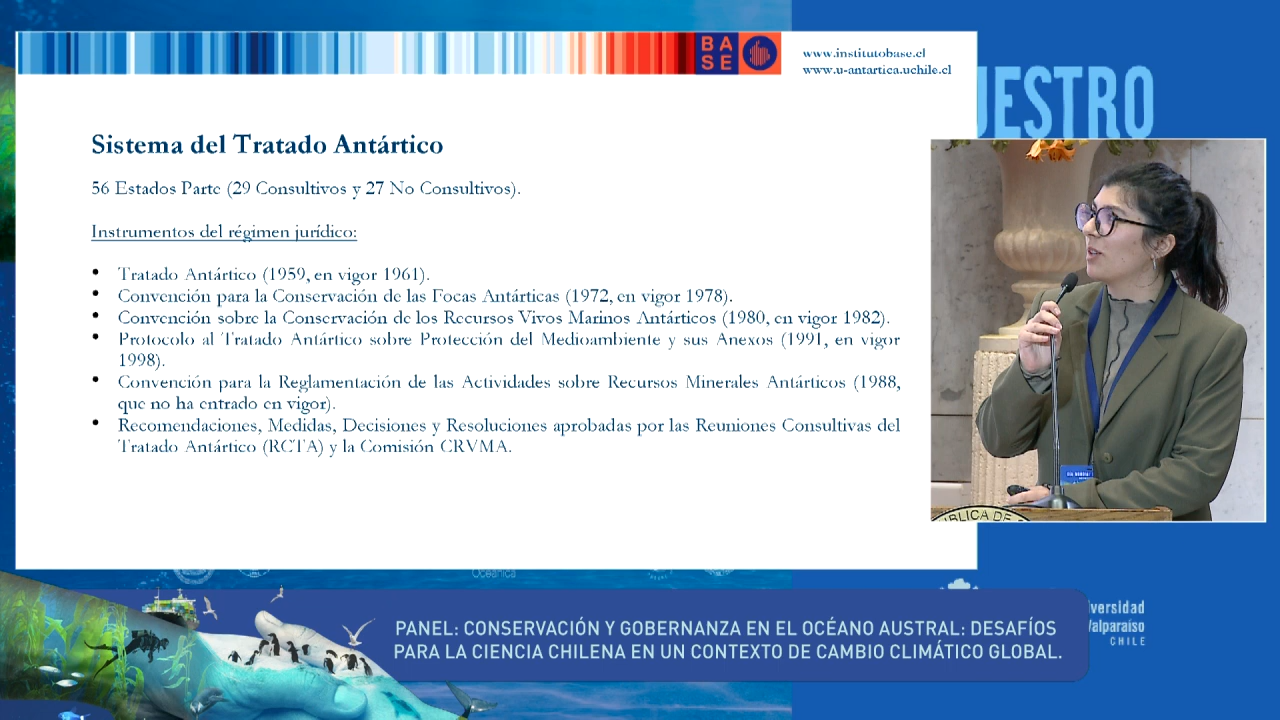 BA
SE
www.institutobase.cl
www.u-antartica.uchile.cl
UESTRO
Sistema del Tratado Antártico
56 Estados Parte (29 Consultivos y 27 No Consultivos).
Instrumentos del régimen jurídico:
• Tratado Antártico (1959, en vigor 1961).
• Convención para la Conservación de las Focas Antárticas (1972, en vigor 1978).
• Convención sobre la Conservación de los Recursos Vivos Marinos Antárticos (1980, en vigor 1982).
• Protocolo al Tratado Antártico sobre Protección del Medioambiente y sus Anexos (1991, en vigor
1998).
• Convención para la Reglamentación de las Actividades sobre Recursos Minerales Antárticos (1988,
que no ha entrado en vigor).
• Recomendaciones, Medidas, Decisiones y Resoluciones aprobadas por las Reuniones Consultivas del
Tratado Antártico (RCTA) y la Comisión CRVMA.
BLICA DE
Oceánica
PANEL: CONSERVACIÓN Y GOBERNANZA EN EL OCÉANO AUSTRAL: DESAFÍOS
PARA LA CIENCIA CHILENA EN UN CONTEXTO DE CAMBIO CLIMÁTICO GLOBAL.
iversidad
Valparaíso
CHILE